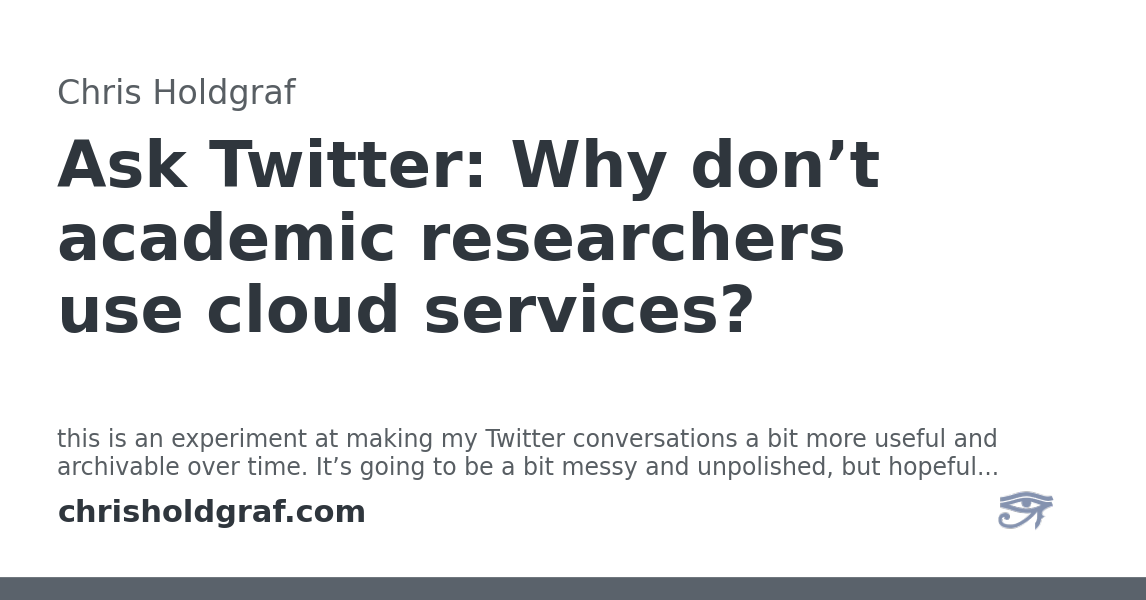 Chris Holdgraf
Ask Twitter: Why don’t
academic researchers
use cloud services?
this is an experiment at making my Twitter conversations a bit more useful and
archivable over time. It’s going to be a bit messy and unpolished, but hopeful...
chrisholdgraf.com